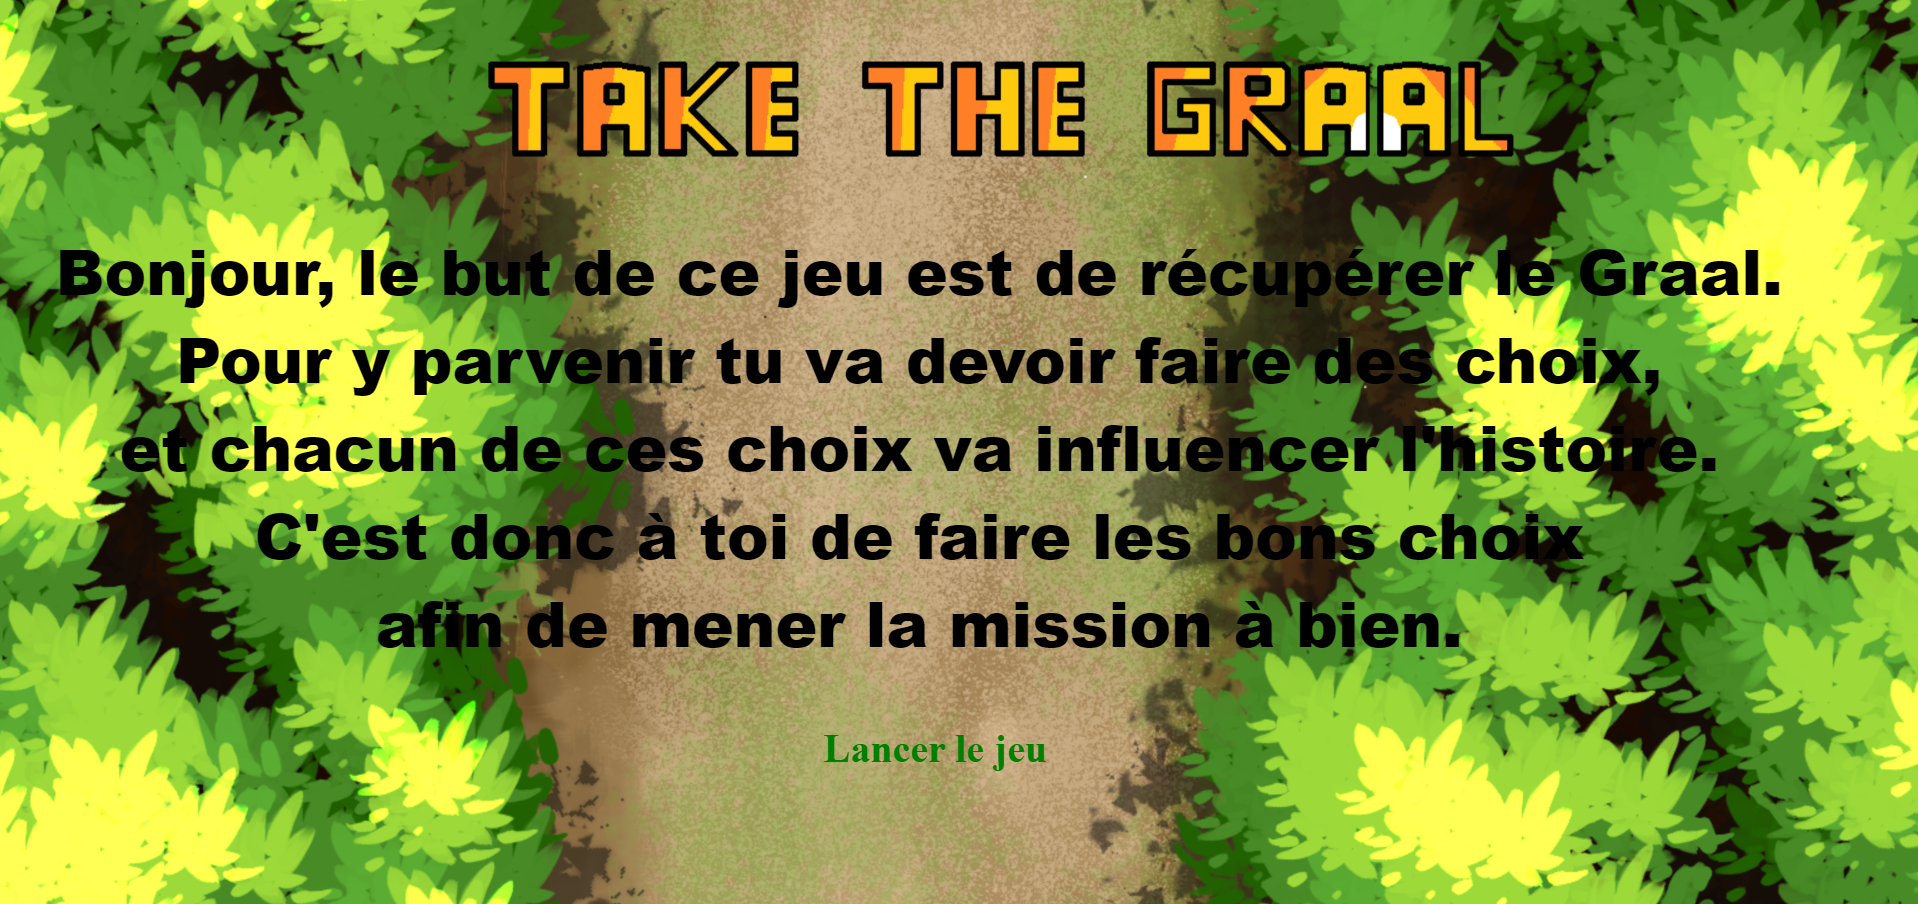 TAKE THE GRAAL
Bonjour, le but de ce jeu est de récupérer le Graal.
Pour y parvenir tu va devoir faire des choix,
et chacun de ces choix va influencer l'histoire.
C'est donc à toi de faire les bons choix
afin de mener la mission à bien.
Lancer le jeu